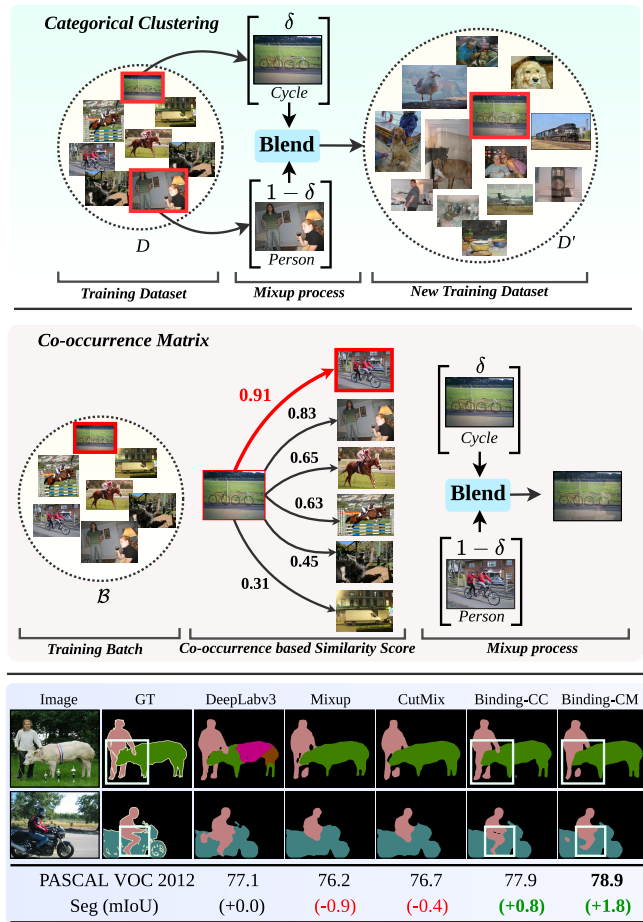 Categorical Clustering
δ
Cycle
Blend
1 − δ
Person
D
D'
Training Dataset
Mixup process
New Training Dataset
Co-occurrence Matrix
0.91
0.83
0.65
0.63
0.45
0.31
δ
Cycle
Blend
1 − δ
Person
B
Training Batch
Co-occurrence based Similarity Score
Mixup process
Image GT DeepLabv3 Mixup CutMix Binding-CC Binding-CM
PASCAL VOC 2012 77.1 76.2 76.7 77.9 78.9
Seg (mIoU) (+0.0) (-0.9) (-0.4) (+0.8) (+1.8)